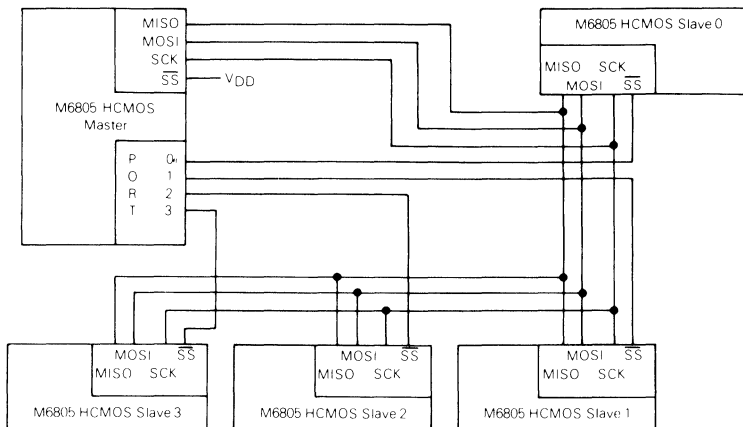 MISO
MOSI
SCK
SS
VDD
M6805 HCMOS
Master
P 0
O 1
R 2
T 3
M6805 HCMOS Slave 0
MISO SCK
MOSI SS
MOSI SS
MISO SCK
M6805 HCMOS Slave 3
MOSI SS
MISO SCK
M6805 HCMOS Slave 2
MOSI SS
MISO SCK
M6805 HCMOS Slave 1